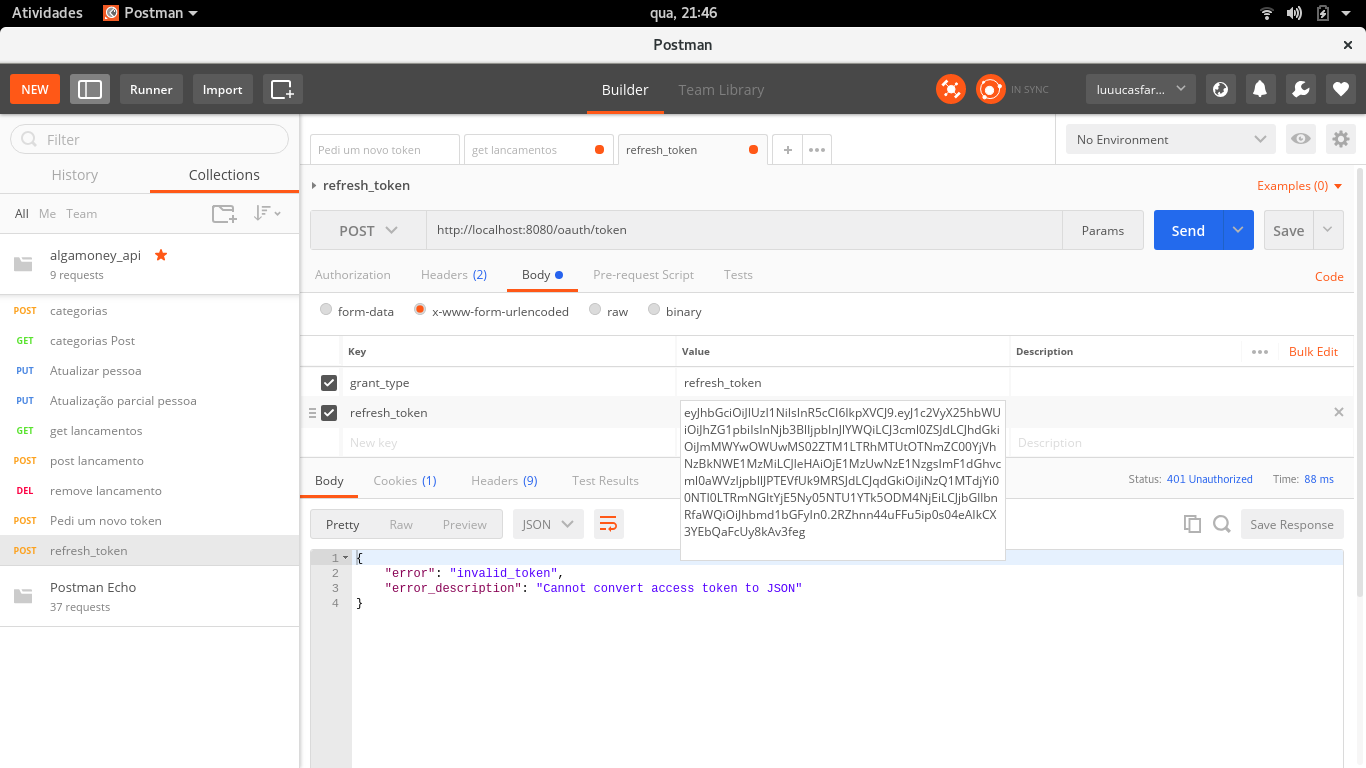 Atividades
Postman
qua, 21:46
Postman
NEW
Runner
Import
Builder
Team Library
IN SYNC
luuucasfar...
Filter
History
Collections
All Me Team
algamoney_api
9 requests
POST categorias
GET categorias Post
PUT Atualizar pessoa
PUT Atualização parcial pessoa
GET get lancamentos
POST post lancamento
DEL remove lancamento
POST Pedi um novo token
POST refresh_token
Postman Echo
37 requests
Pedi um novo token
get lancamentos
refresh_token
No Environment
refresh_token
Examples (0)
POST
http://localhost:8080/oauth/token
Params
Send
Save
Authorization
Headers (2)
Body
Pre-request Script
Tests
Code
form-data
x-www-form-urlencoded
raw
binary
Key
Value
Description
Bulk Edit
grant_type
refresh_token
refresh_token
New key
Description
Body
Cookies (1)
Headers (9)
Test Results
Status: 401 Unauthorized
Time: 88 ms
Pretty
Raw
Preview
JSON
Save Response
1 {
2 "error": "invalid_token",
3 "error_description": "Cannot convert access token to JSON"
4 }